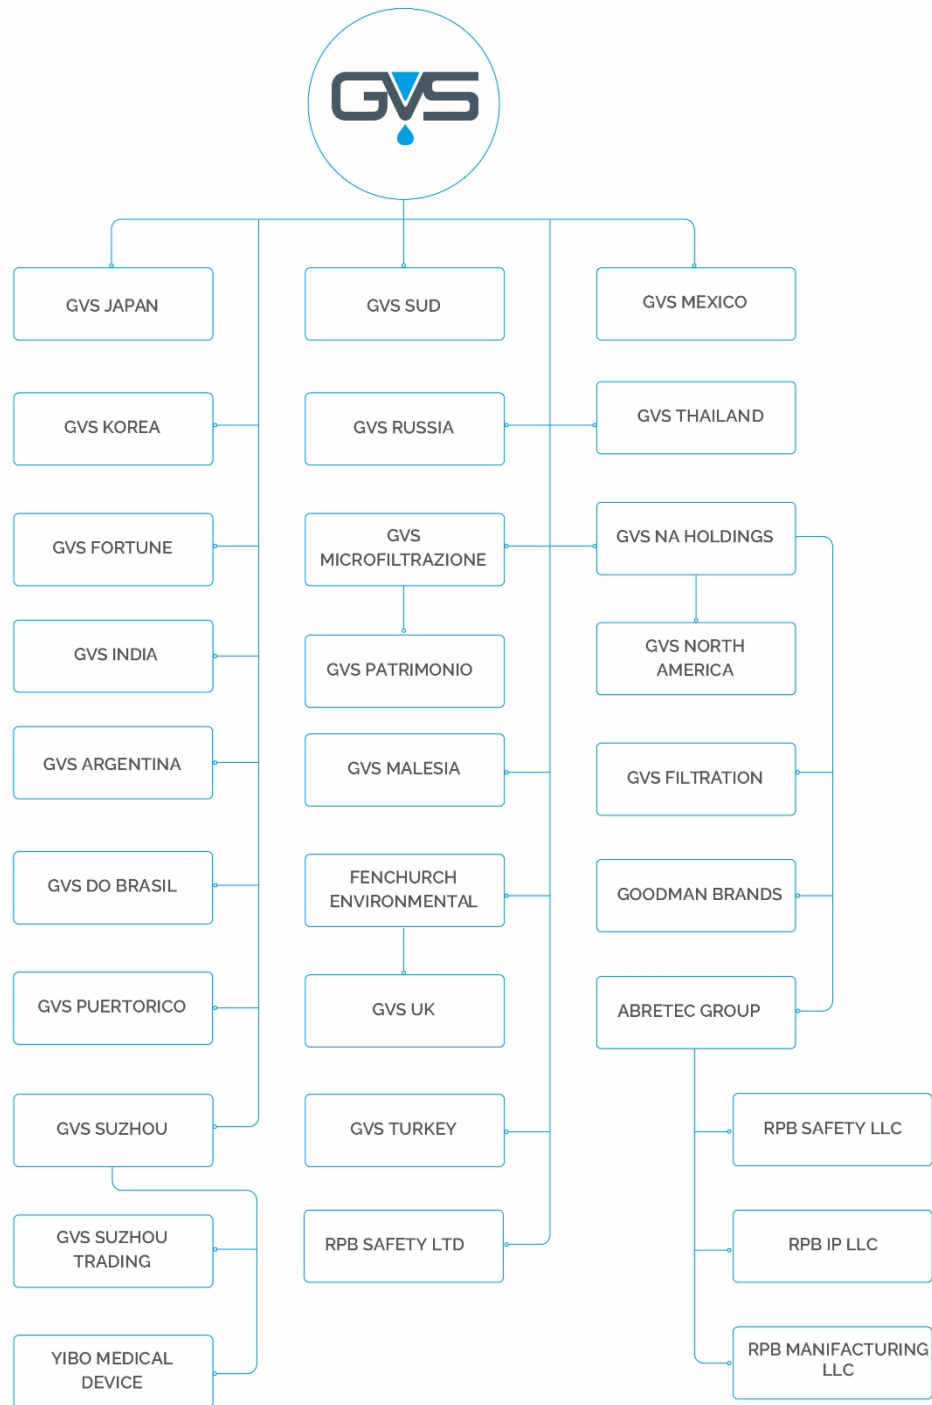 GVS
GVS JAPAN
GVS SUD
GVS MEXICO
GVS KOREA
GVS RUSSIA
GVS THAILAND
GVS FORTUNE
GVS
MICROFILTRAZIONE
GVS NA HOLDINGS
GVS INDIA
GVS PATRIMONIO
GVS NORTH
AMERICA
GVS ARGENTINA
GVS MALESIA
GVS FILTRATION
GVS DO BRASIL
FENCHURCH
ENVIRONMENTAL
GOODMAN BRANDS
GVS PUERTORICO
GVS UK
ABRETEC GROUP
GVS SUZHOU
GVS TURKEY
RPB SAFETY LLC
GVS SUZHOU
TRADING
RPB SAFETY LTD
RPB IP LLC
YIBO MEDICAL
DEVICE
RPB MANIFACTURING
LLC